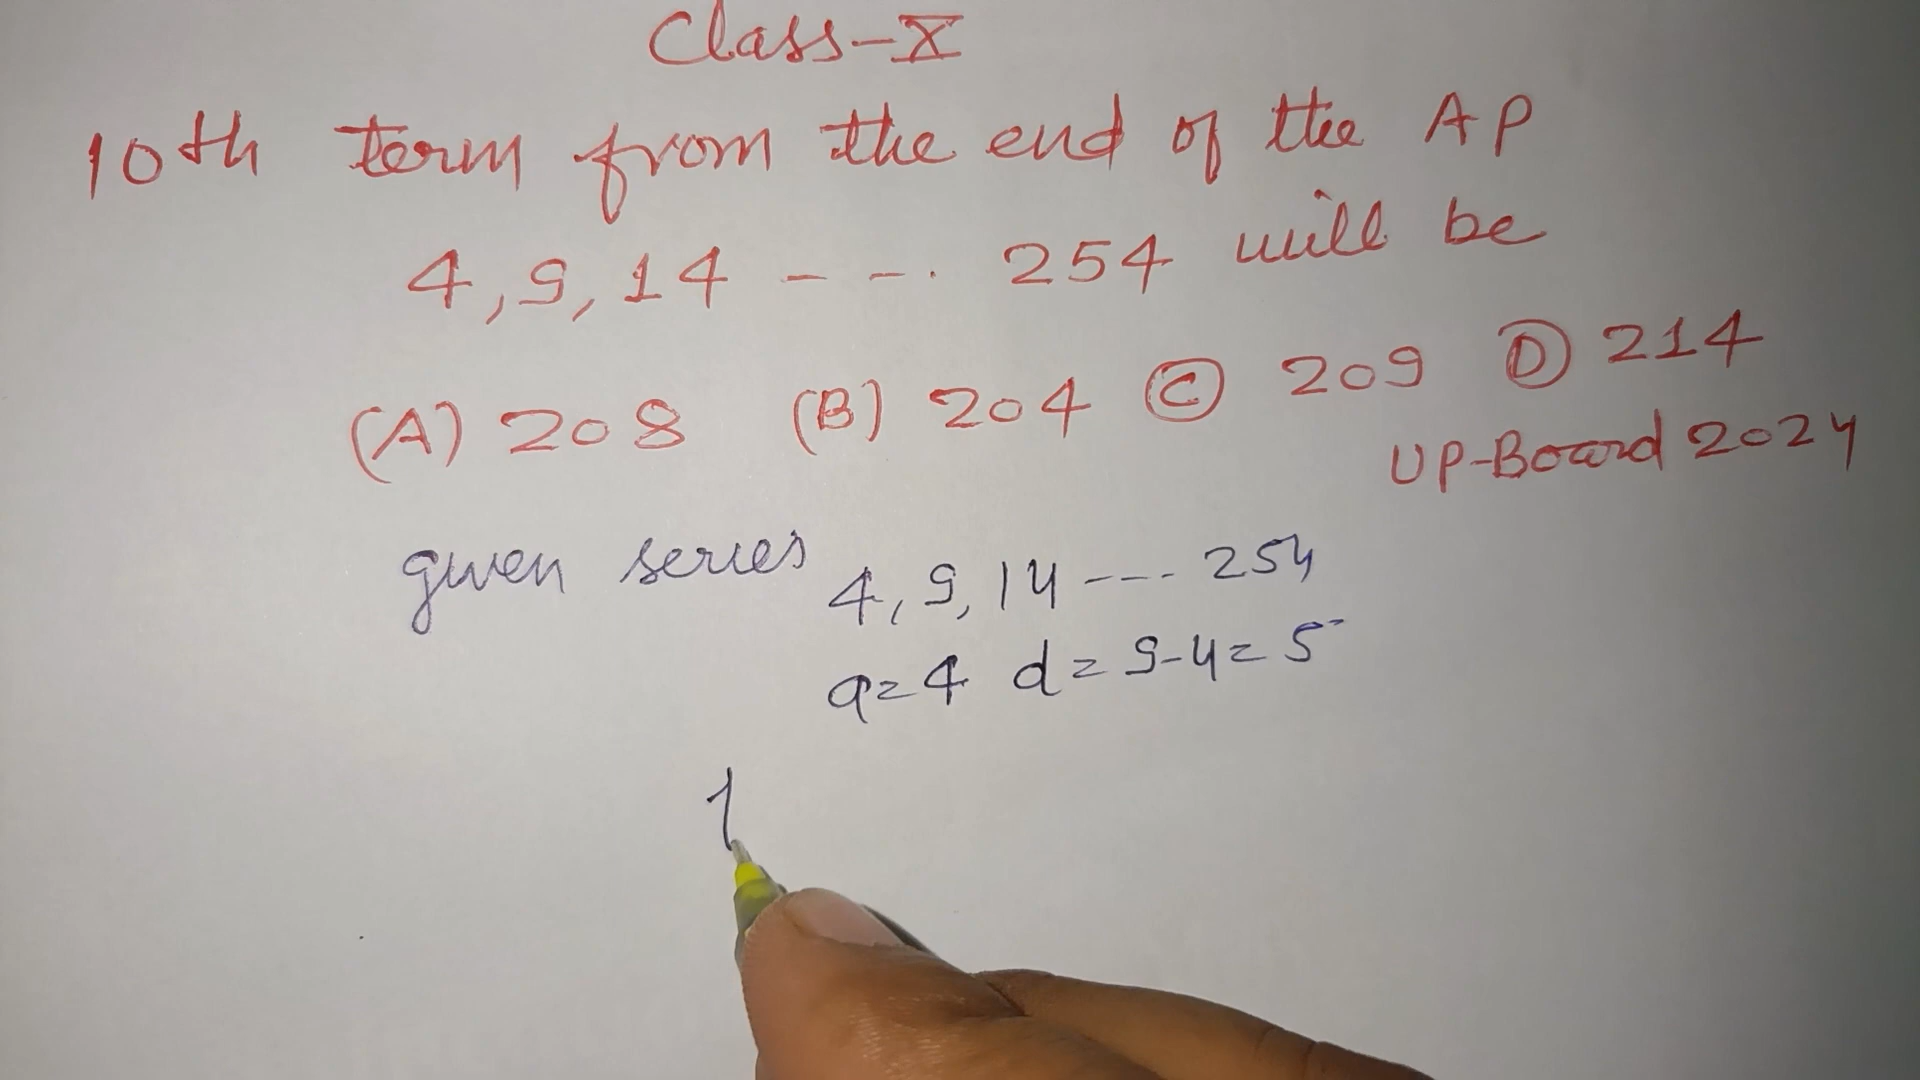 Class-X
10th term from the end of the AP
4, 9, 14 - - . 254 will be
(A) 208 (B) 204 (C) 209 (D) 214
UP-Board 2024
given series 4, 9, 14 ---- 254
a=4 d=9-4=5